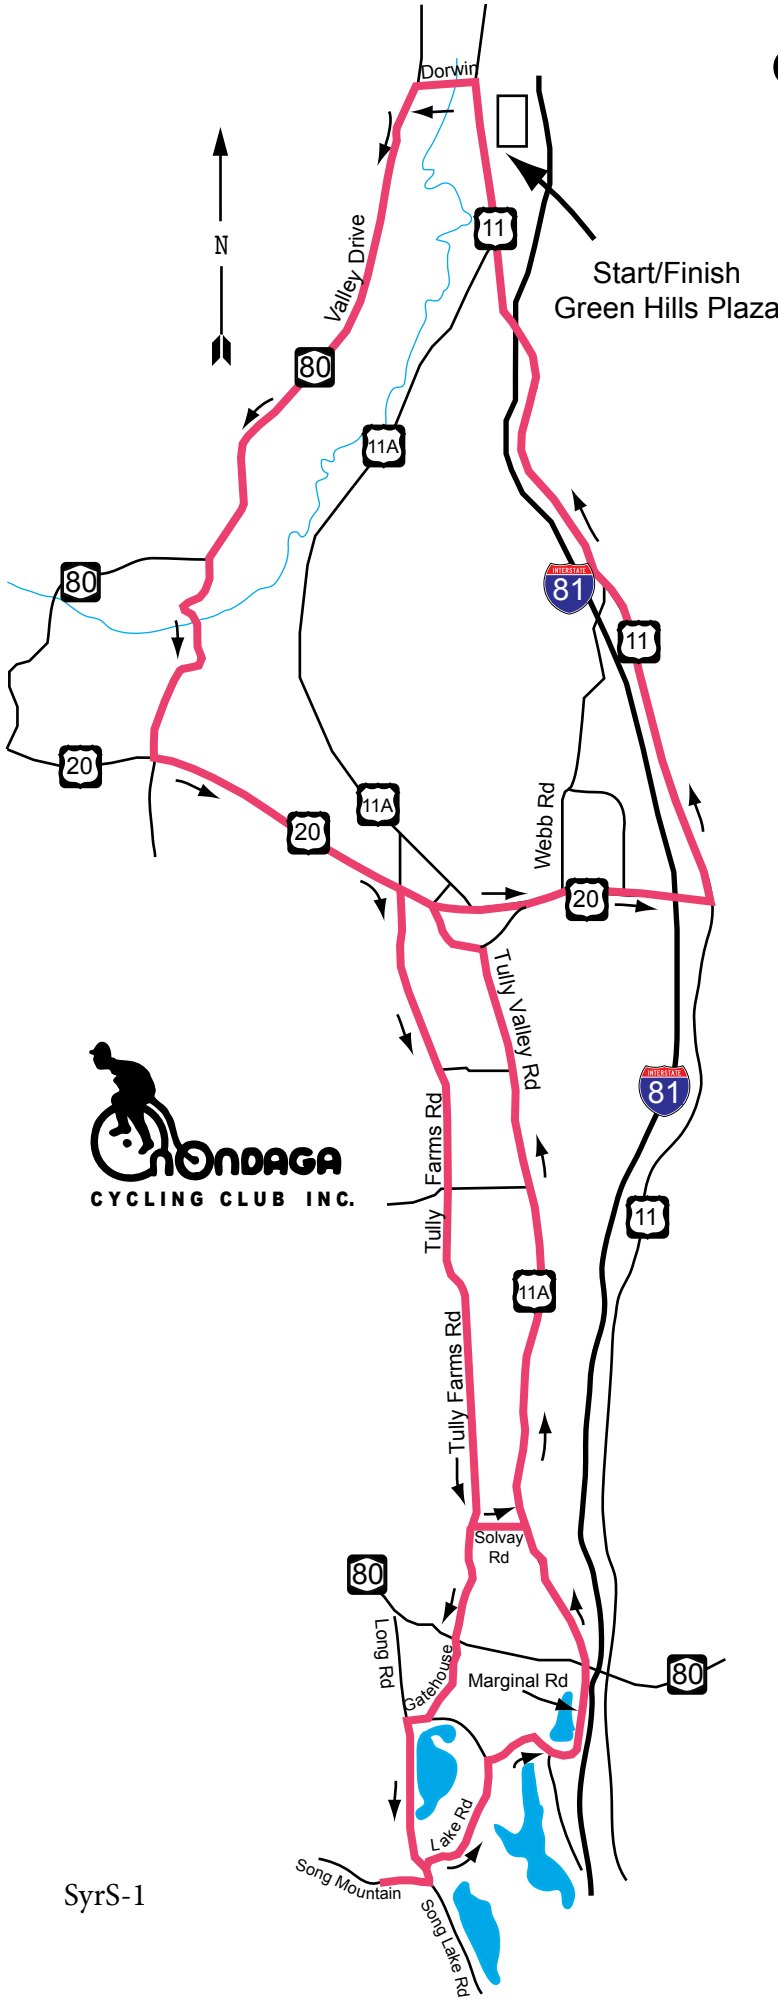 Dorwin
N
Valley Drive
11
Start/Finish
Green Hills Plaza
80
11A
80
INTERSTATE
81
11
20
11A
20
Webb Rd
20
Tully Valley Rd
INTERSTATE
81
OnONDAGA
CYCLING CLUB INC.
Tully Farms Rd
11
11A
Tully Farms Rd
Solvay
Rd
80
Long Rd
Gatehouse
Marginal Rd
80
Lake Rd
Song Mountain
Song Lake Rd
SyrS-1